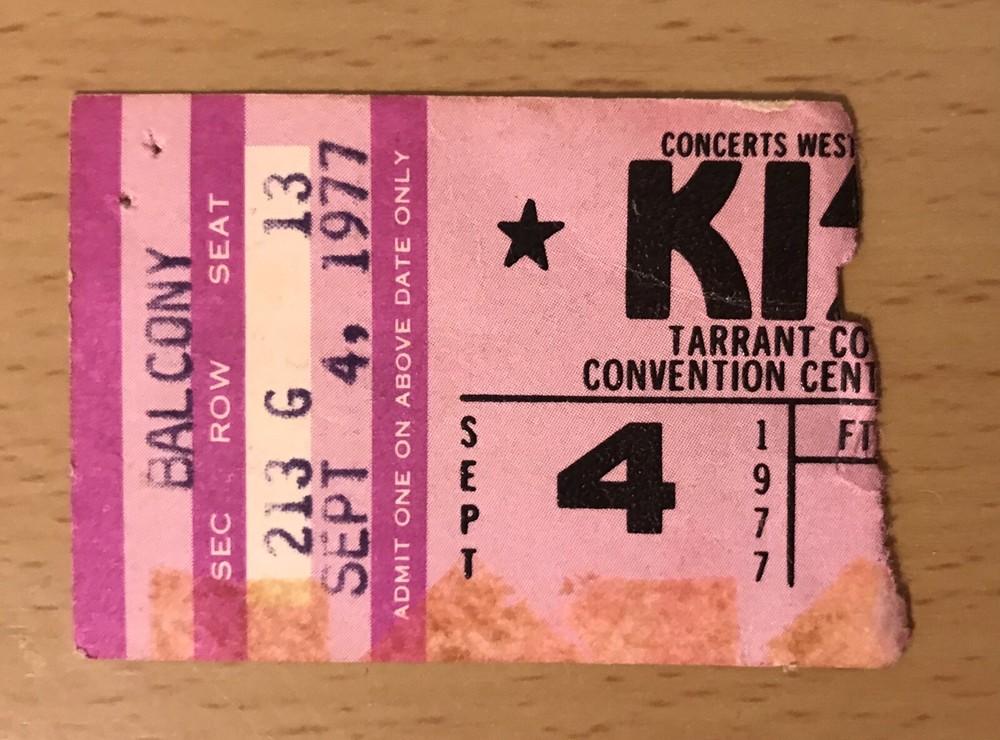 BALCONY
SEC ROW SEAT
213 G 13
SEPT 4, 1977
ADMIT ONE ON ABOVE DATE ONLY
CONCERTS WEST
KI
TARRANT CO
CONVENTION CENT
SEPT
4
1977
FT